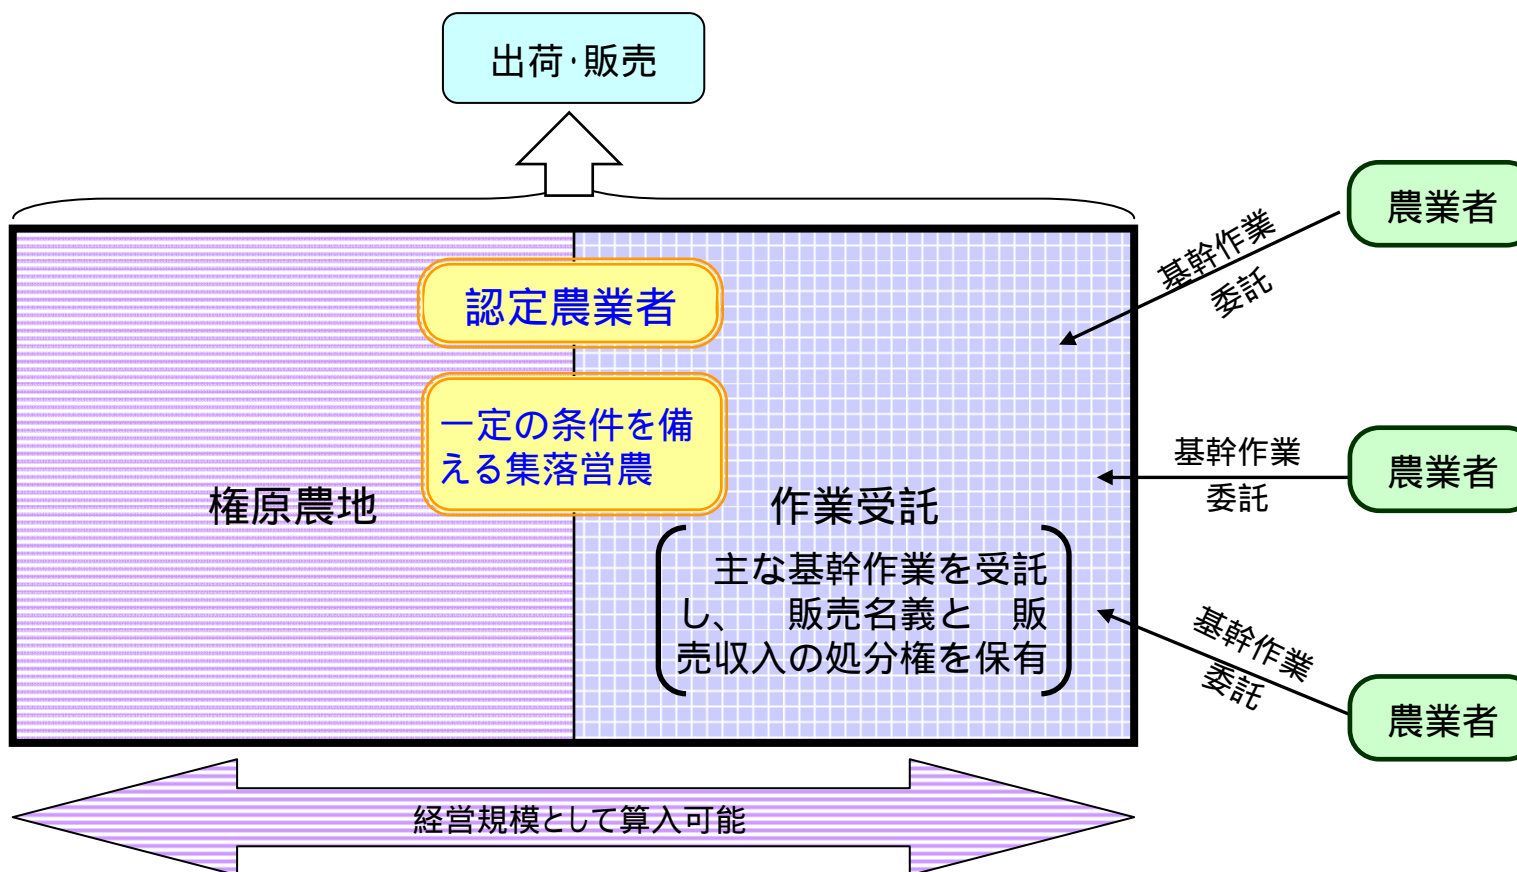 出荷・販売
農業者
基幹作業
委託
認定農業者
一定の条件を備
える集落営農
基幹作業
委託
農業者
権原農地
作業受託
主な基幹作業を受託
し、　販売名義と　販
売収入の処分権を保有
基幹作業
委託
農業者
経営規模として算入可能